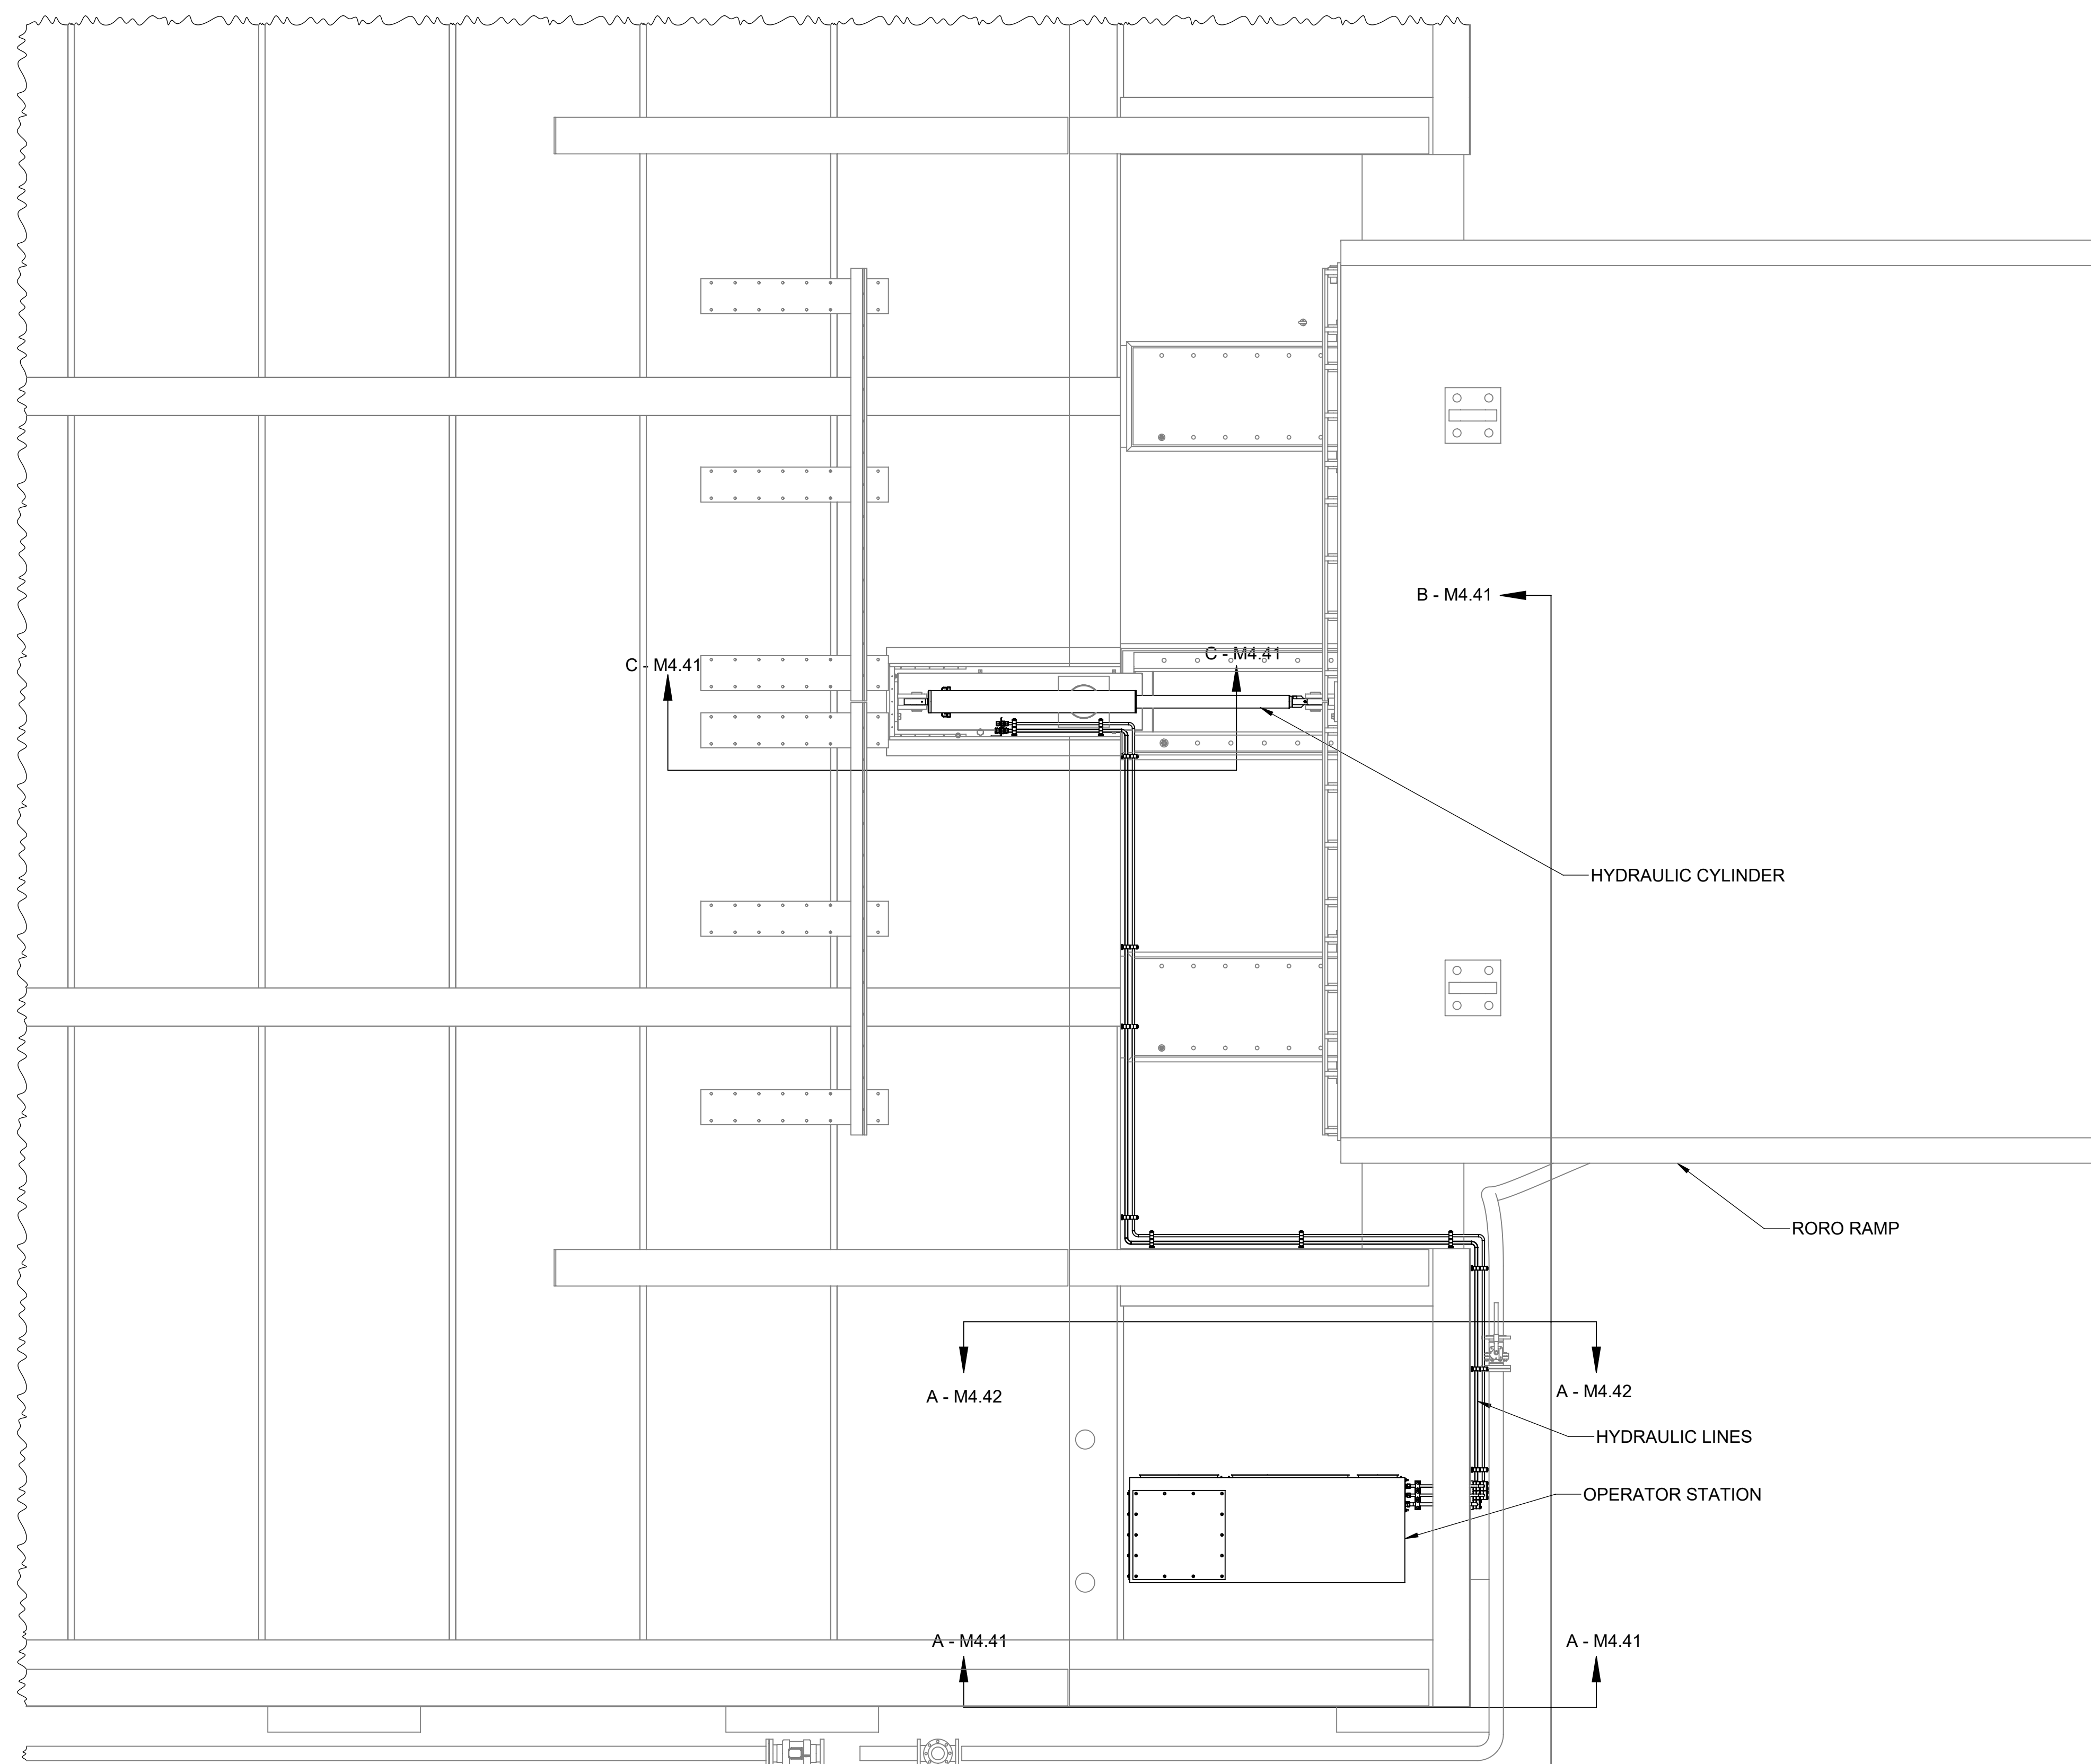 B - M4.41
C - M4.41
C - M4.41
HYDRAULIC CYLINDER
RORO RAMP
A - M4.42
A - M4.42
HYDRAULIC LINES
OPERATOR STATION
A - M4.41
A - M4.41